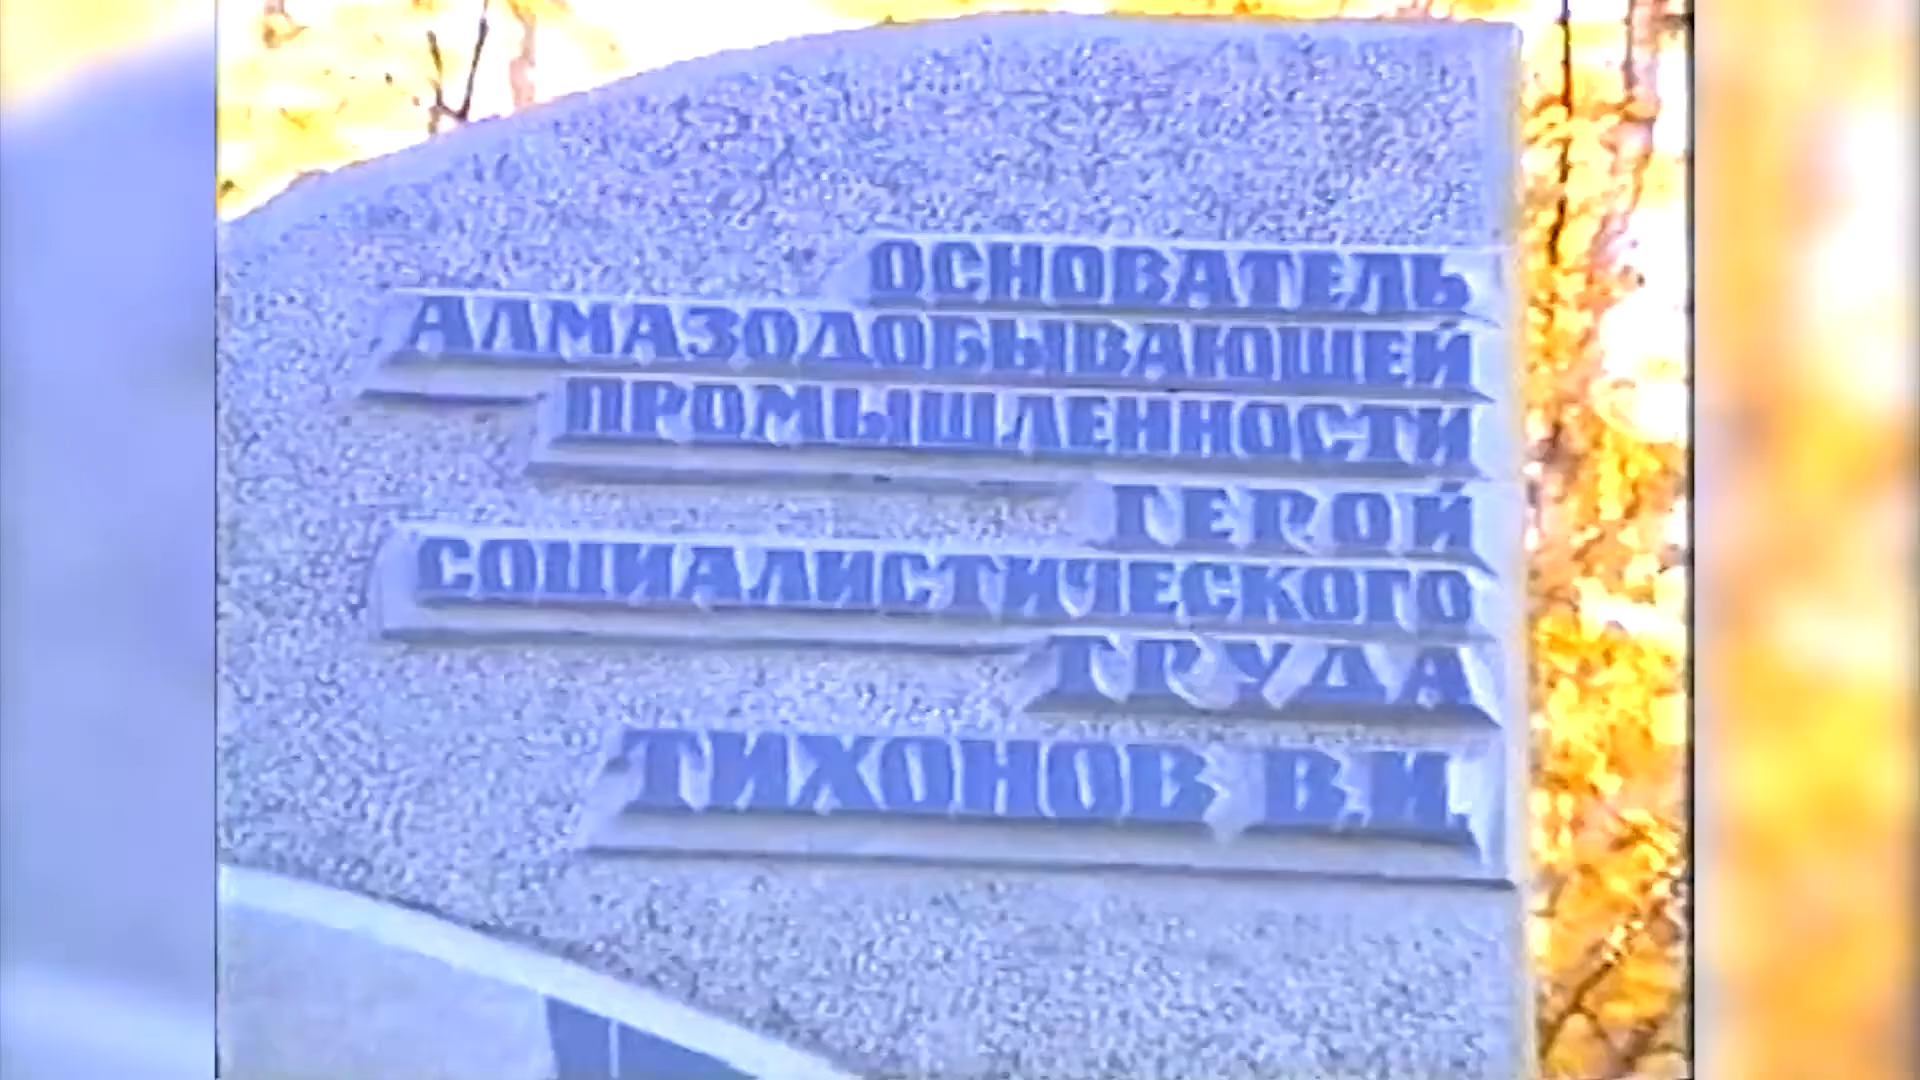 ОСНОВАТЕЛЬ
АЛМАЗОДОБЫВАЮЩЕЙ
ПРОМЫШЛЕННОСТИ
ГЕРОЙ
СОЦИАЛИСТИЧЕСКОГО
ТРУДА
ТИХОНОВ В.И.